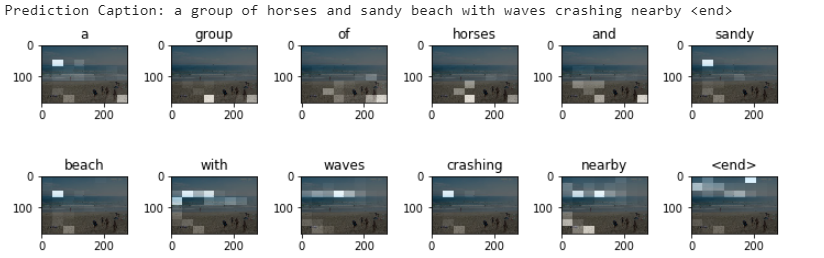 Prediction Caption: a group of horses and sandy beach with waves crashing nearby <end>
a group of horses and sandy
0 0 0 0 0 0
100 100 100 100 100 100
0 200 0 200 0 200 0 200 0 200 0 200
beach with waves crashing nearby <end>
0 0 0 0 0 0
100 100 100 100 100 100
0 200 0 200 0 200 0 200 0 200 0 200